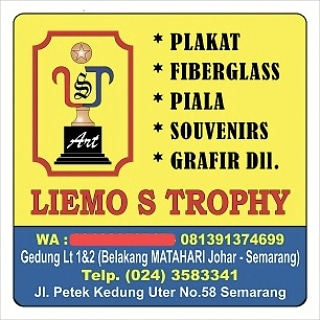 LST
Art
* PLAKAT
* FIBERGLASS
* PIALA
* SOUVENIRS
* GRAFIR Dll.
LIEMO S TROPHY
WA : 081391374699
Gedung Lt 1&2 (Belakang MATAHARI Johar - Semarang)
Telp. (024) 3583341
Jl. Petek Kedung Uter No.58 Semarang